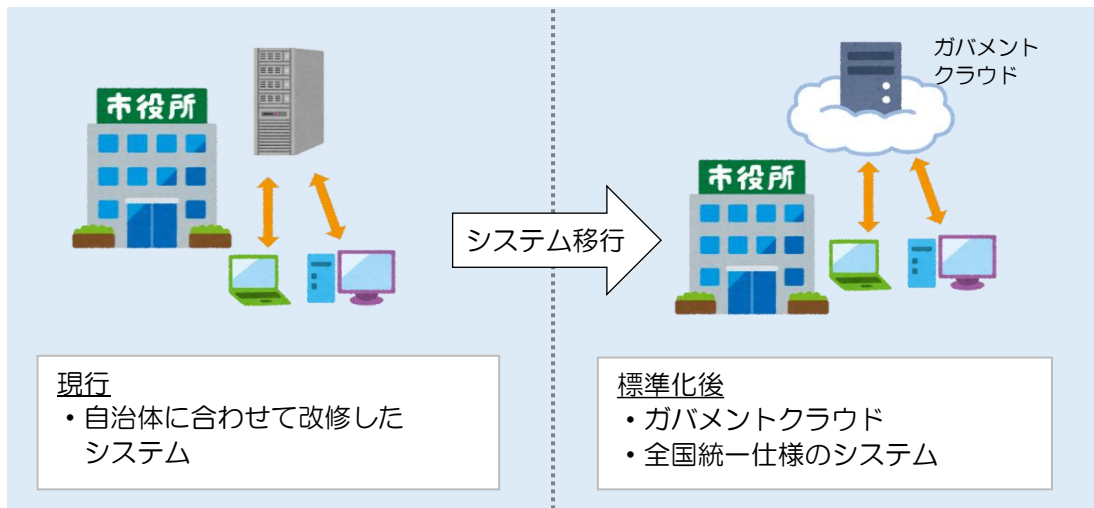 市役所
システム移行
ガバメント
クラウド
市役所
現行
・自治体に合わせて改修した
システム
標準化後
・ガバメントクラウド
・全国統一仕様のシステム